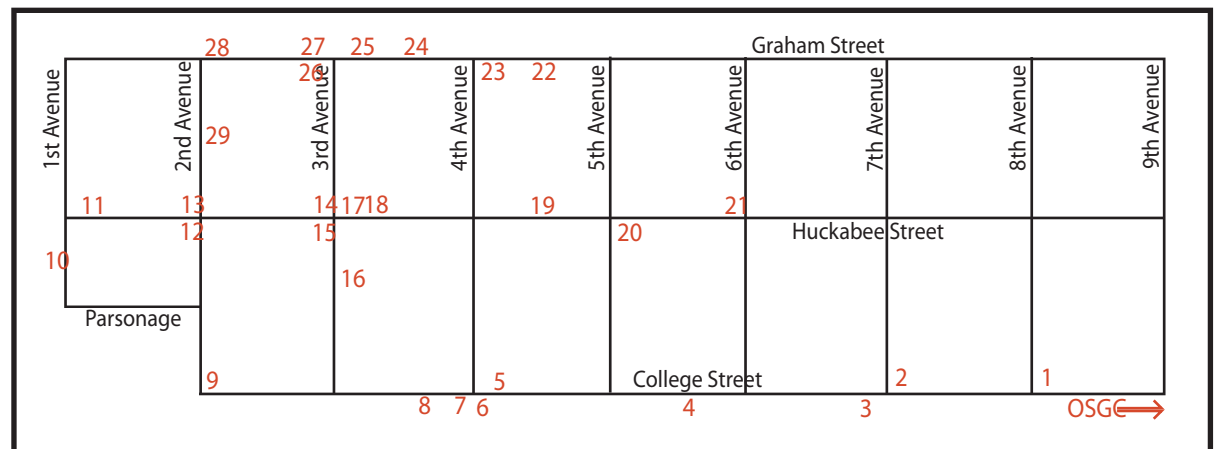 28 27 25 24 Graham Street
26 23 22
1st Avenue
2nd Avenue
3rd Avenue
4th Avenue
5th Avenue
6th Avenue
7th Avenue
8th Avenue
9th Avenue
29
11 13 14 17 18 19 21
12 15 20 Huckabee Street
10 16
Parsonage
9 5 College Street 2 1
8 7 6 4 3 OSGC